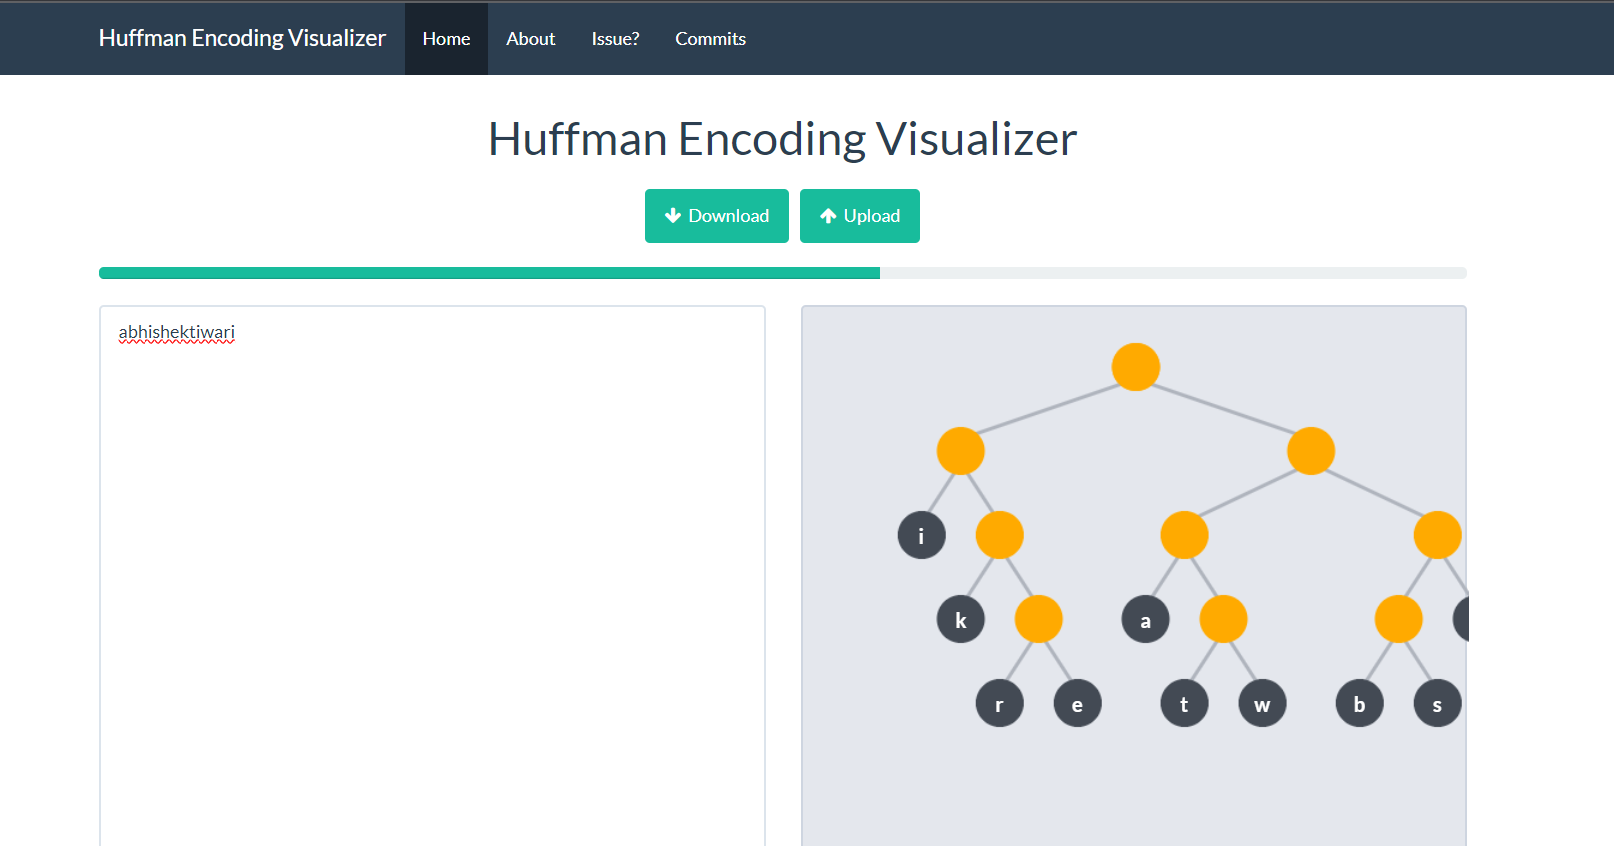 Huffman Encoding Visualizer Home About Issue? Commits
Huffman Encoding Visualizer
Download Upload
abhishektiwari
i
k a
r e t w b s